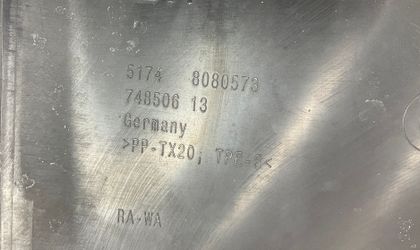 5174 8080573
748506 13
Germany
>PP-TX20; TPE-S<
RA-WA